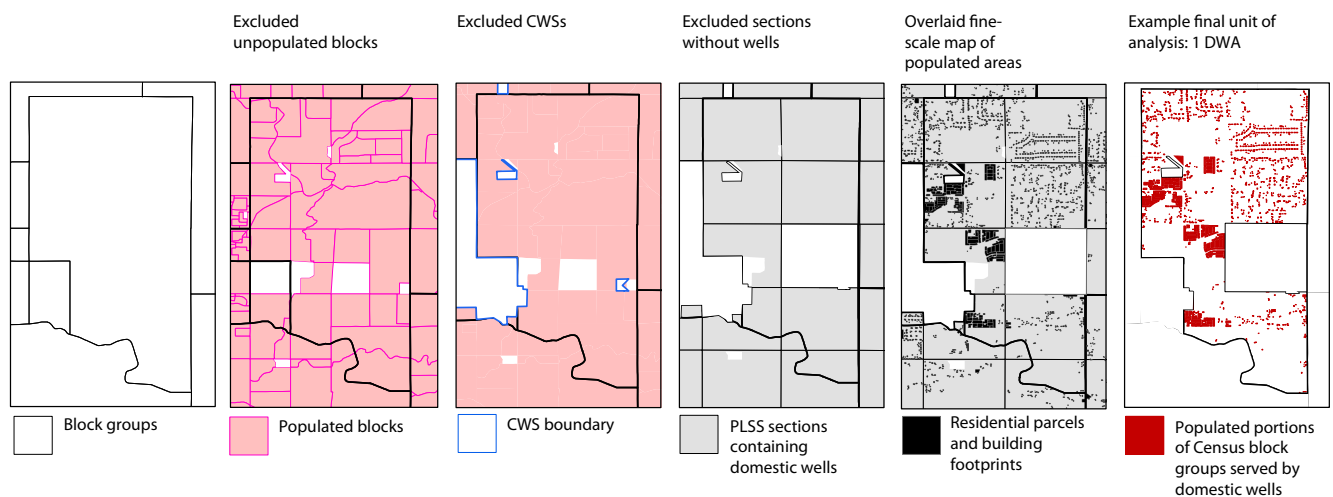 Excluded
unpopulated blocks
Excluded CWSs
Excluded sections
without wells
Overlaid fine-
scale map of
populated areas
Example final unit of
analysis: 1 DWA
Block groups
Populated blocks
CWS boundary
PLSS sections
containing
domestic wells
Residential parcels
and building
footprints
Populated portions
of Census block
groups served by
domestic wells